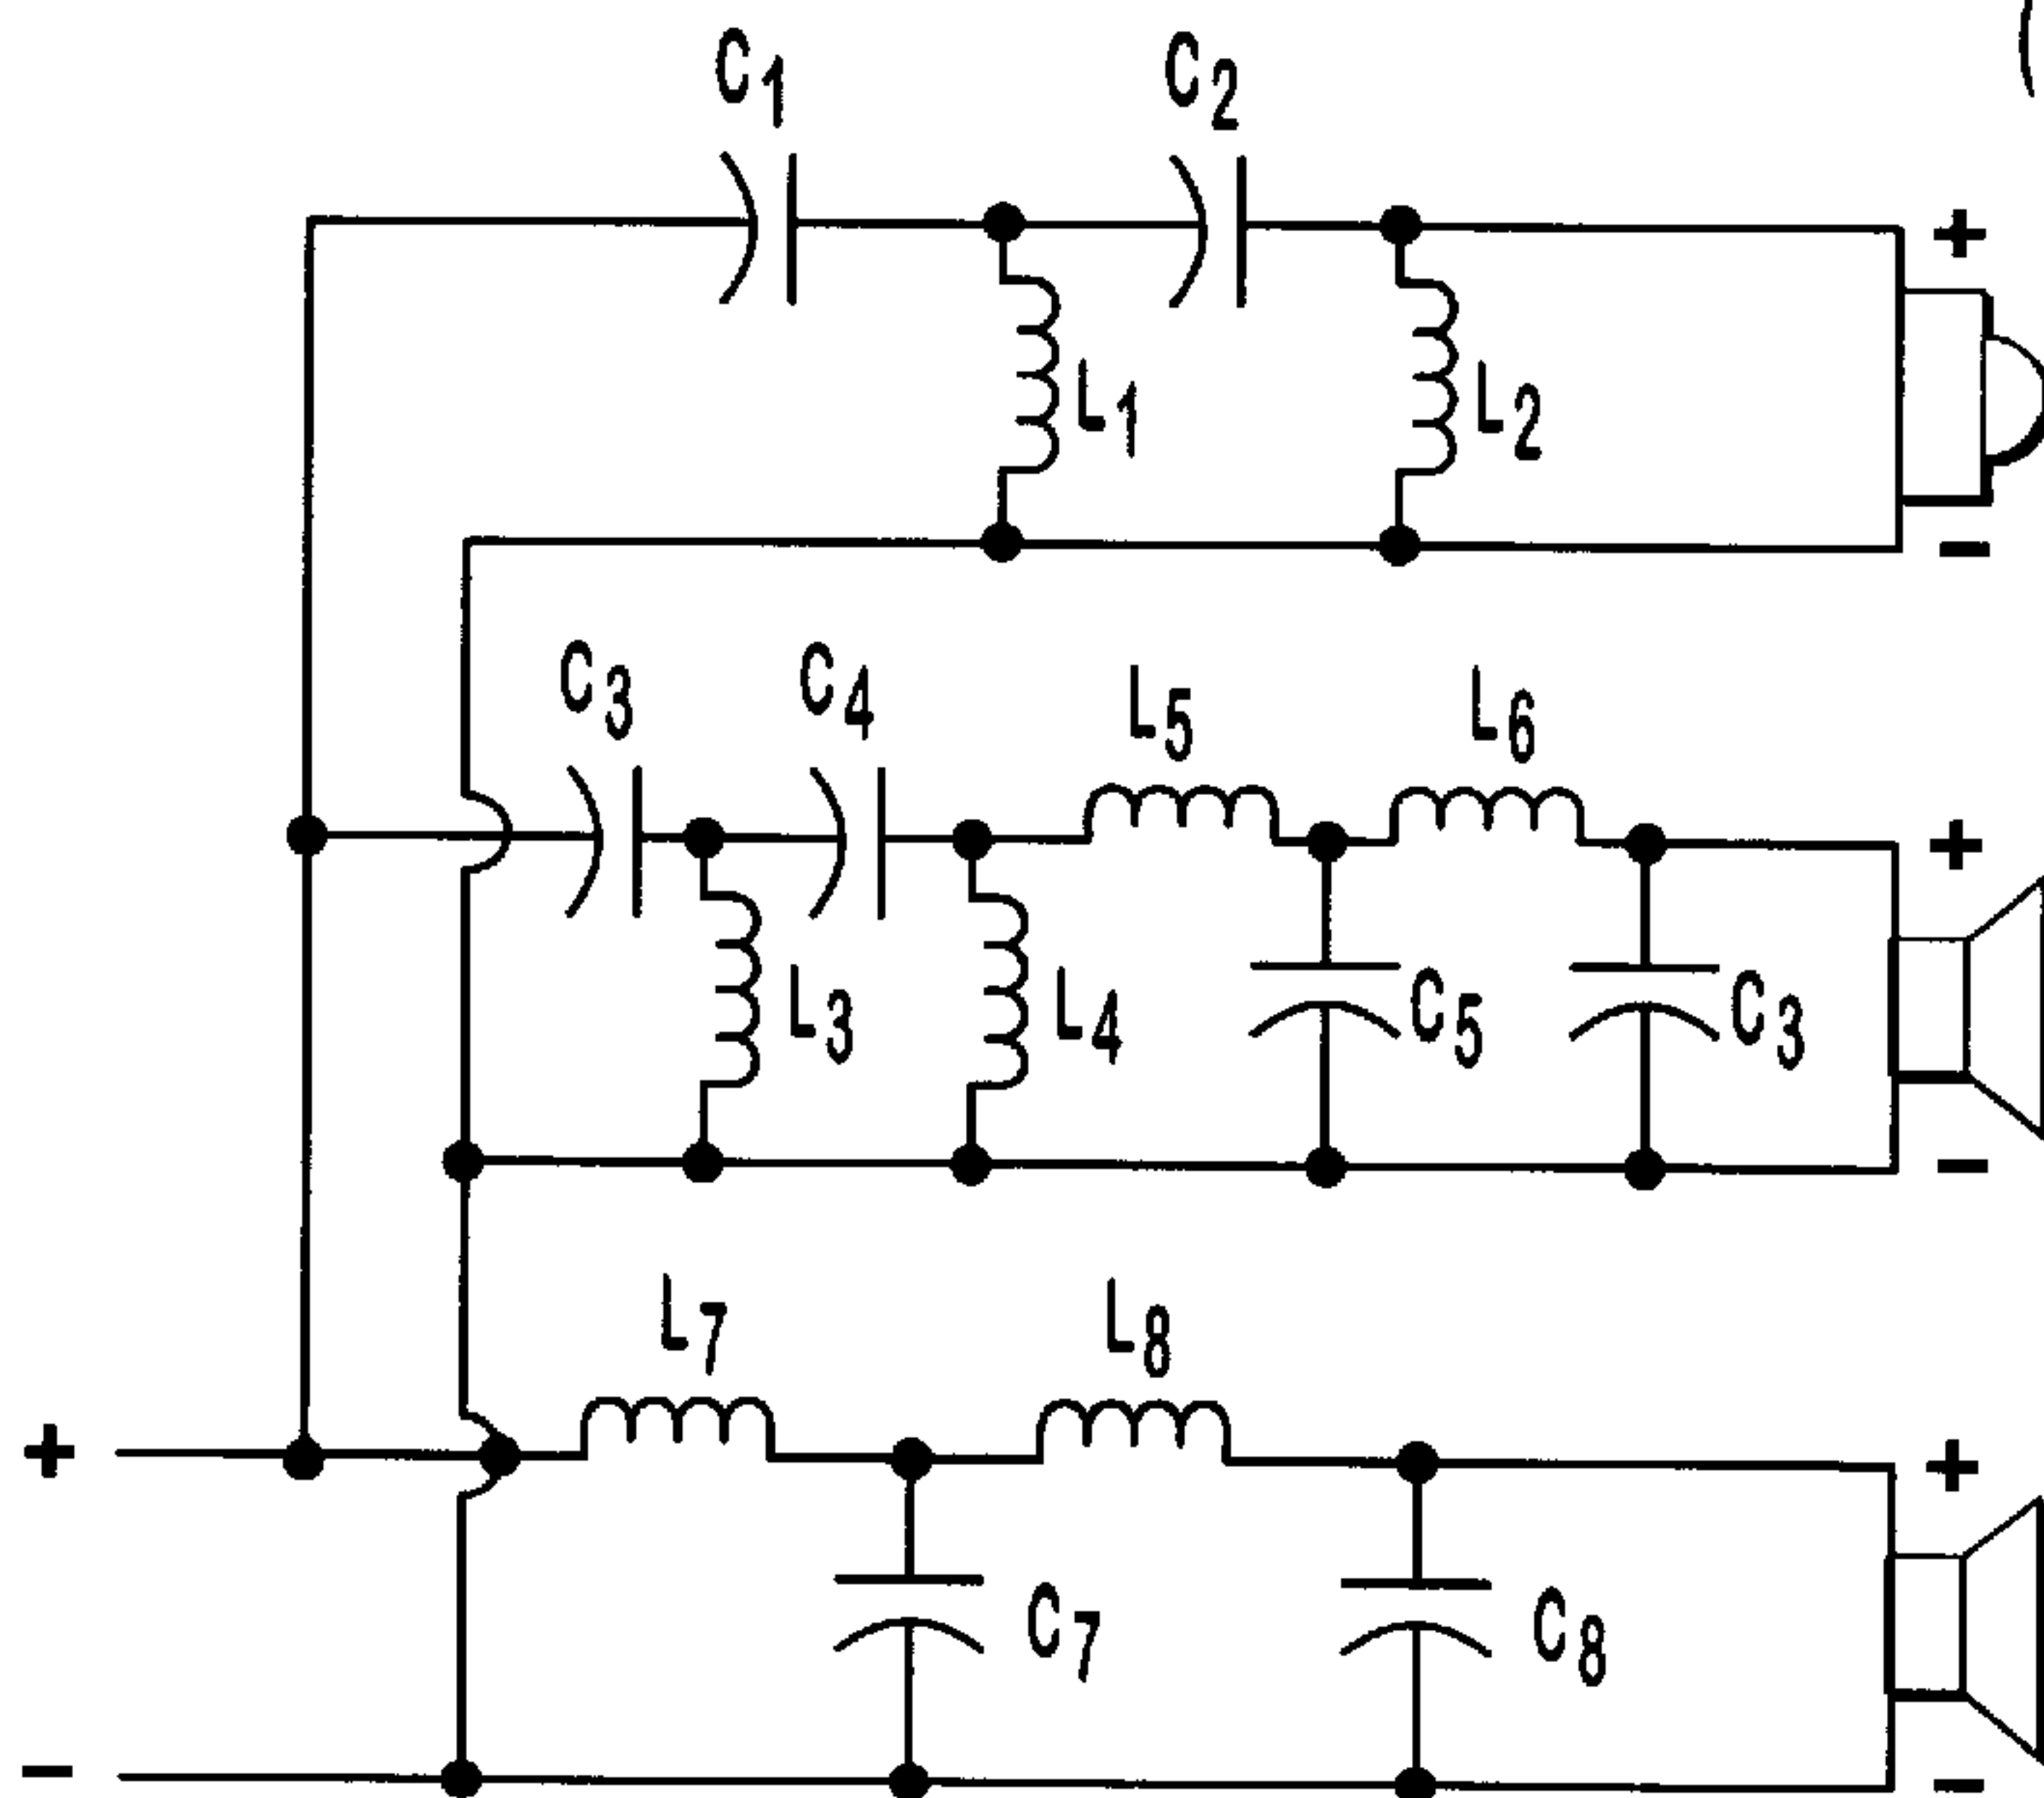 C1 C2
+
L1 L2
−
C3 C4 L5 L6
+
L3 L4 C5 C3
−
L7 L8
+ +
C7 C8
− −